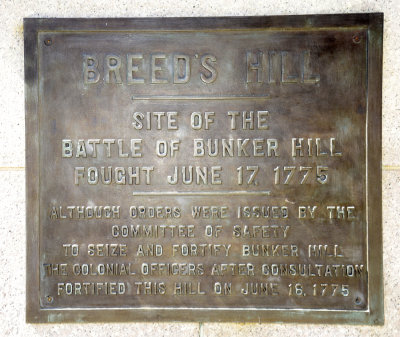 BREED'S HILL
SITE OF THE
BATTLE OF BUNKER HILL
FOUGHT JUNE 17, 1775
ALTHOUGH ORDERS WERE ISSUED BY THE
COMMITTEE OF SAFETY
TO SEIZE AND FORTIFY BUNKER HILL
THE COLONIAL OFFICERS AFTER CONSULTATION
FORTIFIED THIS HILL ON JUNE 16, 1775